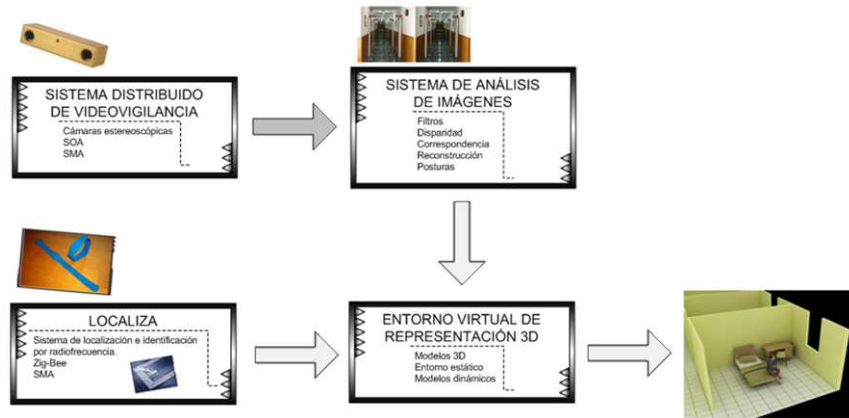 SISTEMA DISTRIBUIDO
DE VIDEOVIGILANCIA
Cámaras estereoscópicas
SOA
SMA
SISTEMA DE ANÁLISIS
DE IMÁGENES
Filtros
Disparidad
Correspondencia
Reconstrucción
Posturas
LOCALIZA
Sistema de localización e identificación
por radiofrecuencia.
Zig-Bee
SMA
ENTORNO VIRTUAL DE
REPRESENTACIÓN 3D
Modelos 3D
Entorno estático
Modelos dinámicos